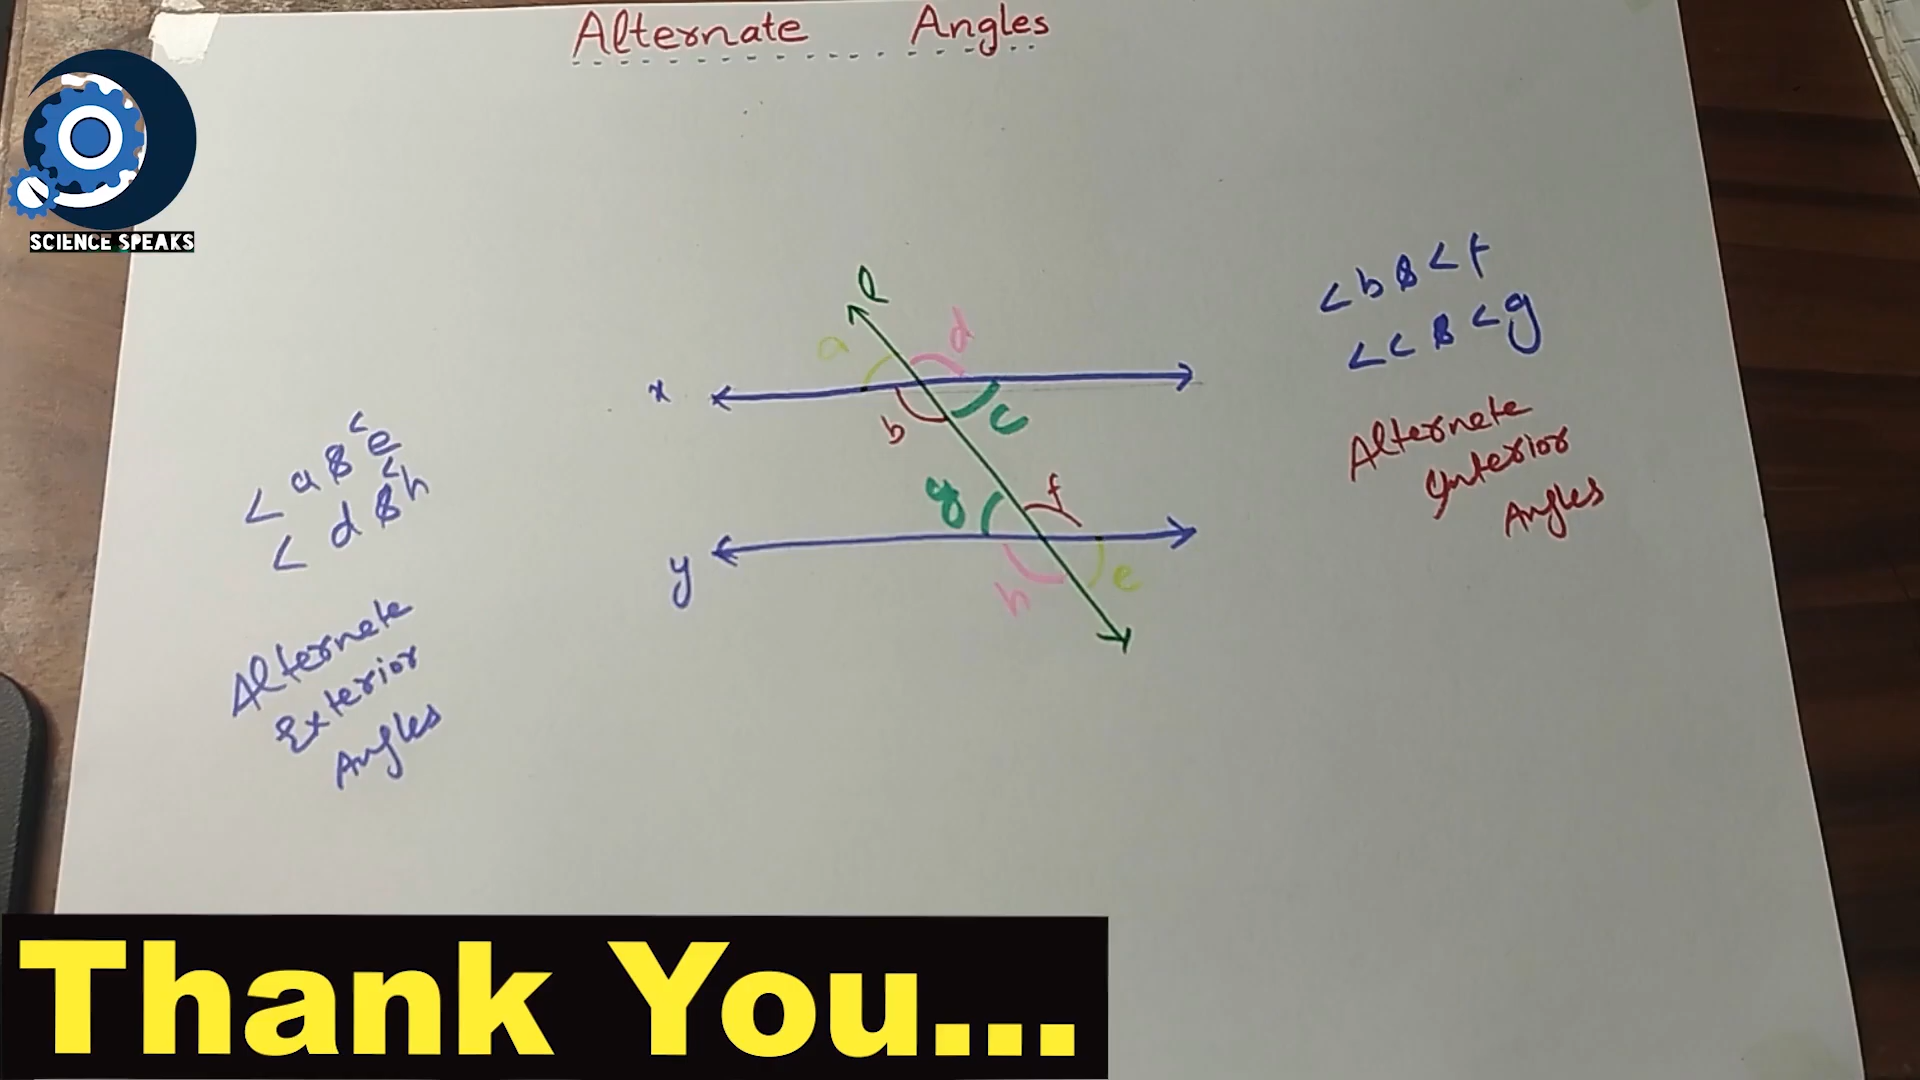 Alternate Angles
SCIENCE SPEAKS
l
a
d
x
b
c
g
f
y
h
e
<a & <e
<d & <h
Alternate
Exterior
Angles
<b & <f
<c & <g
Alternate
Interior
Angles
Thank You...